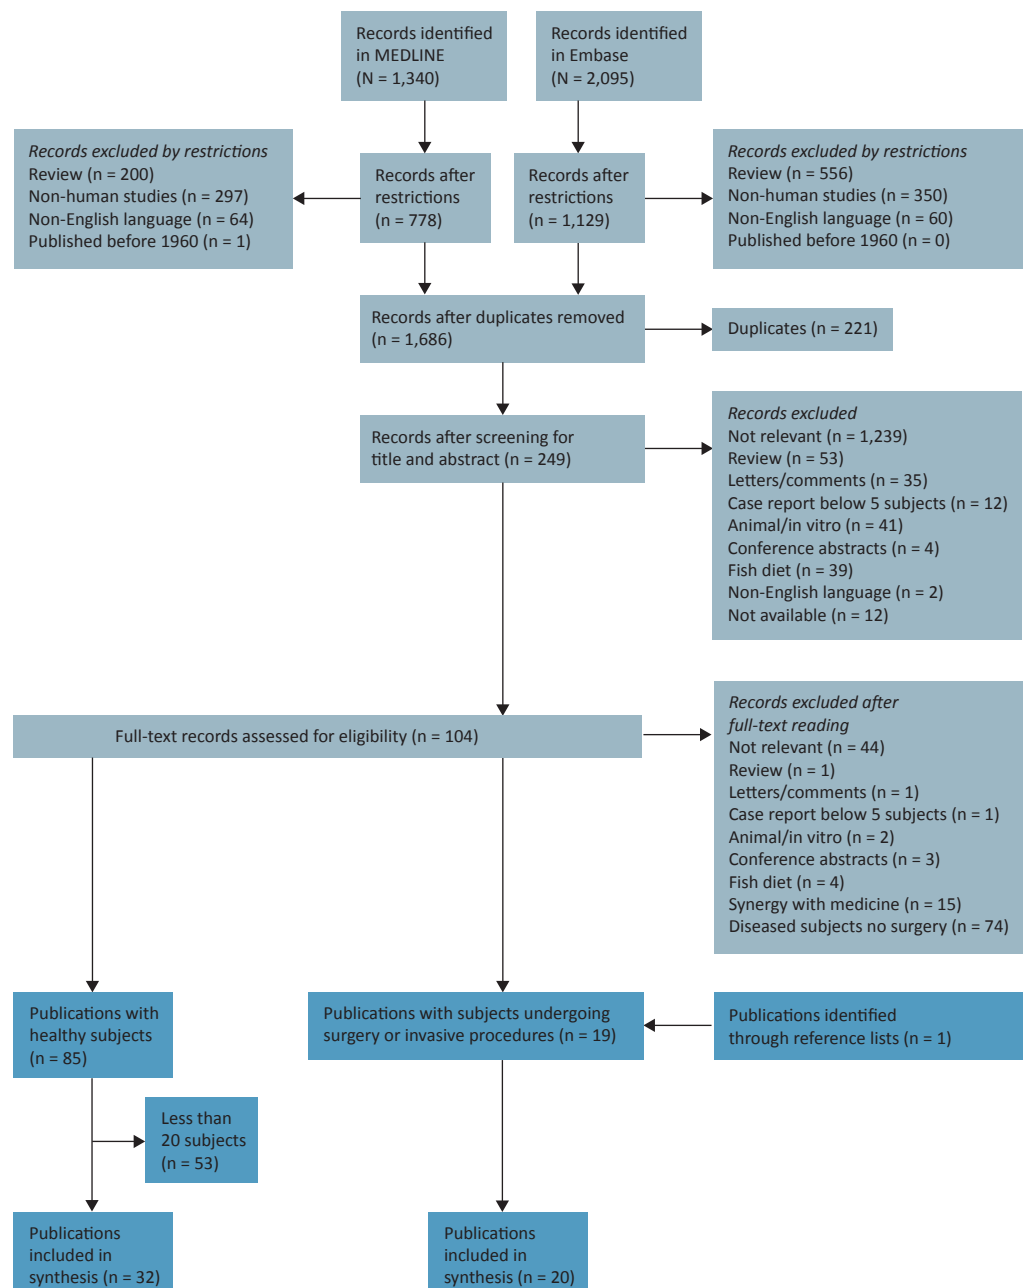 Records identified
in MEDLINE
(N = 1,340)
Records identified
in Embase
(N = 2,095)
Records excluded by restrictions
Review (n = 200)
Non-human studies (n = 297)
Non-English language (n = 64)
Published before 1960 (n = 1)
Records after
restrictions
(n = 778)
Records after
restrictions
(n = 1,129)
Records excluded by restrictions
Review (n = 556)
Non-human studies (n = 350)
Non-English language (n = 60)
Published before 1960 (n = 0)
Records after duplicates removed
(n = 1,686)
Duplicates (n = 221)
Records after screening for
title and abstract (n = 249)
Records excluded
Not relevant (n = 1,239)
Review (n = 53)
Letters/comments (n = 35)
Case report below 5 subjects (n = 12)
Animal/in vitro (n = 41)
Conference abstracts (n = 4)
Fish diet (n = 39)
Non-English language (n = 2)
Not available (n = 12)
Full-text records assessed for eligibility (n = 104)
Records excluded after
full-text reading
Not relevant (n = 44)
Review (n = 1)
Letters/comments (n = 1)
Case report below 5 subjects (n = 1)
Animal/in vitro (n = 2)
Conference abstracts (n = 3)
Fish diet (n = 4)
Synergy with medicine (n = 15)
Diseased subjects no surgery (n = 74)
Publications with
healthy subjects
(n = 85)
Publications with subjects undergoing
surgery or invasive procedures (n = 19)
Publications identified
through reference lists (n = 1)
Less than
20 subjects
(n = 53)
Publications
included in
synthesis (n = 32)
Publications
included in
synthesis (n = 20)